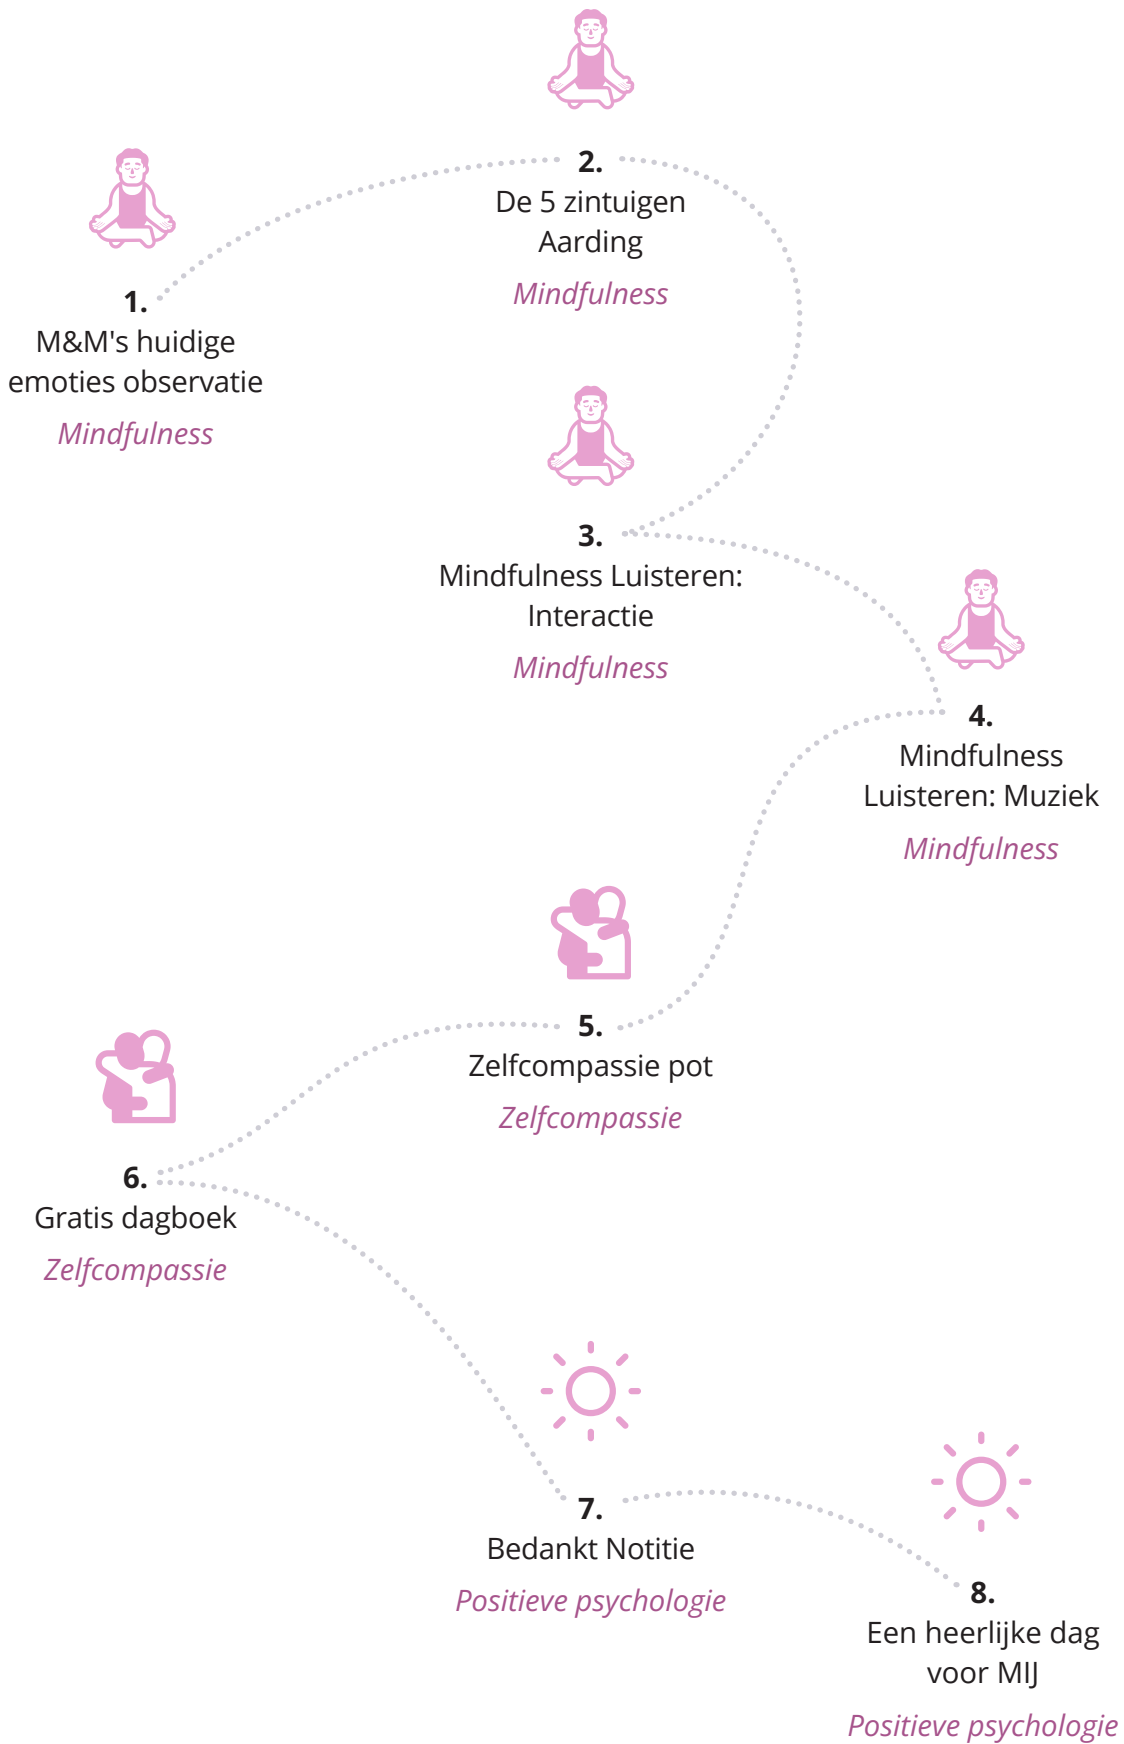 1.
M&M's huidige
emoties observatie
Mindfulness
2.
De 5 zintuigen
Aarding
Mindfulness
3.
Mindfulness Luisteren:
Interactie
Mindfulness
4.
Mindfulness
Luisteren: Muziek
Mindfulness
5.
Zelfcompassie pot
Zelfcompassie
6.
Gratis dagboek
Zelfcompassie
7.
Bedankt Notitie
Positieve psychologie
8.
Een heerlijke dag
voor MIJ
Positieve psychologie